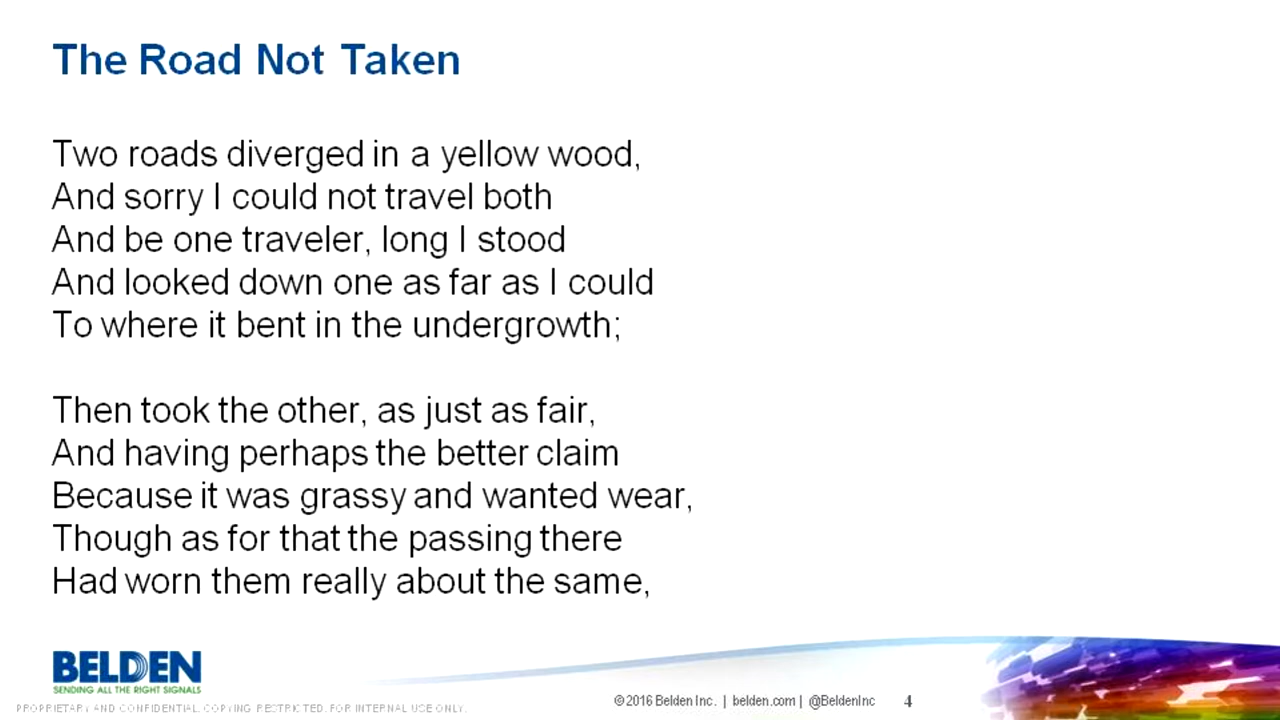 The Road Not Taken
Two roads diverged in a yellow wood,
And sorry I could not travel both
And be one traveler, long I stood
And looked down one as far as I could
To where it bent in the undergrowth;
Then took the other, as just as fair,
And having perhaps the better claim
Because it was grassy and wanted wear,
Though as for that the passing there
Had worn them really about the same,
BELDEN
SENDING ALL THE RIGHT SIGNALS
© 2016 Belden Inc. | belden.com | @BeldenInc 4
PROPRIETARY AND CONFIDENTIAL. COPYING RESTRICTED. FOR INTERNAL USE ONLY.